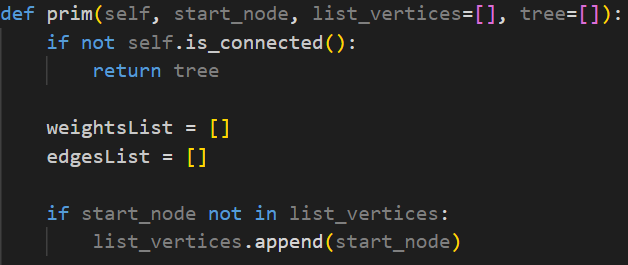 def prim(self, start_node, list_vertices=[], tree=[]):
    if not self.is_connected():
        return tree

    weightsList = []
    edgesList = []

    if start_node not in list_vertices:
        list_vertices.append(start_node)